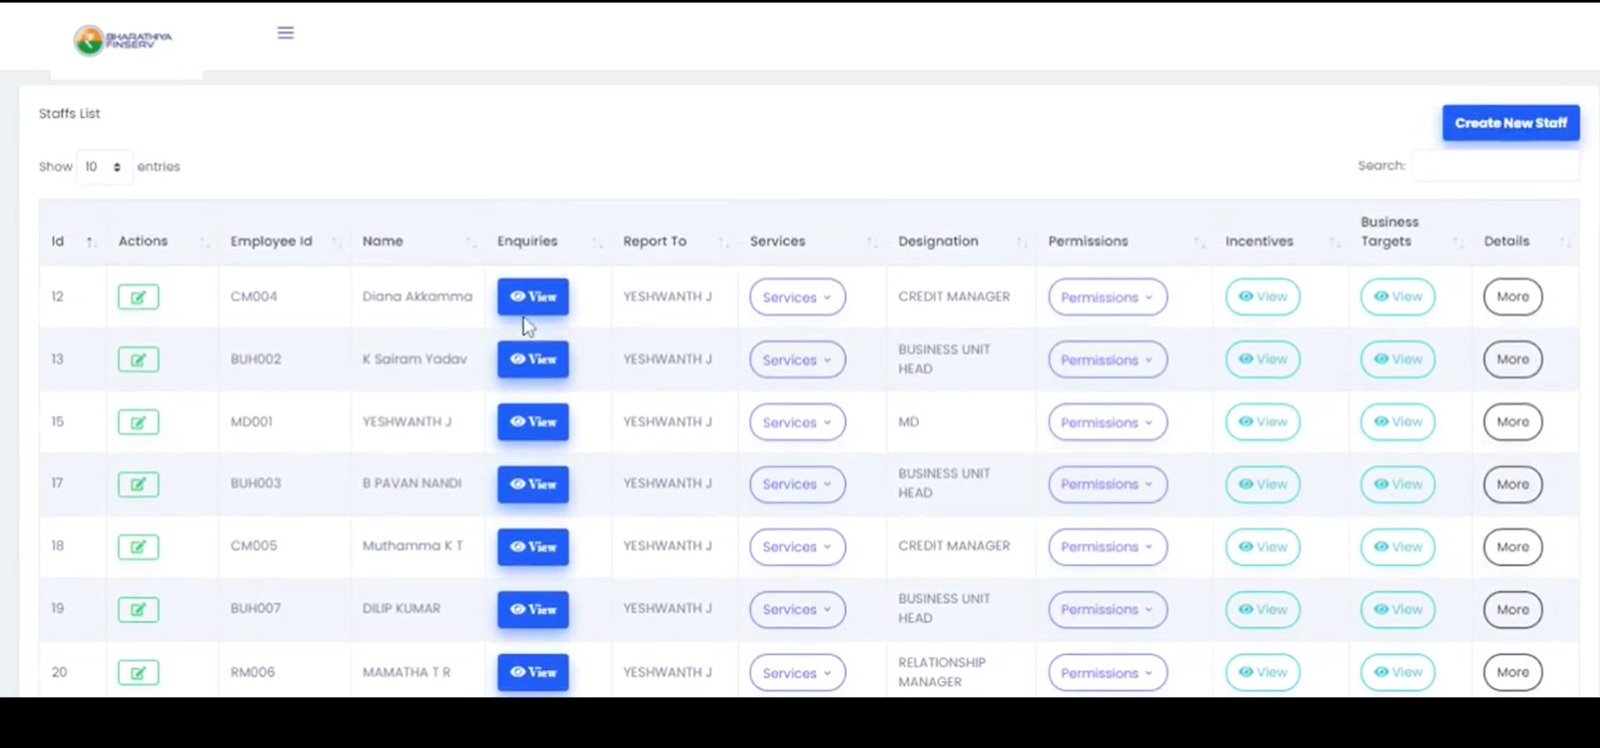 BHARATHIYA
FINSERV
Staffs List
Create New Staff
Show 10 entries
Search:
Id Actions Employee Id Name Enquiries Report To Services Designation Permissions Incentives Business Targets Details
12 CM004 Diana Akkamma View YESHWANTH J Services CREDIT MANAGER Permissions View View More
13 BUH002 K Sairam Yadav View YESHWANTH J Services BUSINESS UNIT HEAD Permissions View View More
15 MD001 YESHWANTH J View YESHWANTH J Services MD Permissions View View More
17 BUH003 B PAVAN NANDI View YESHWANTH J Services BUSINESS UNIT HEAD Permissions View View More
18 CM005 Muthamma K T View YESHWANTH J Services CREDIT MANAGER Permissions View View More
19 BUH007 DILIP KUMAR View YESHWANTH J Services BUSINESS UNIT HEAD Permissions View View More
20 RM006 MAMATHA T R View YESHWANTH J Services RELATIONSHIP MANAGER Permissions View View More